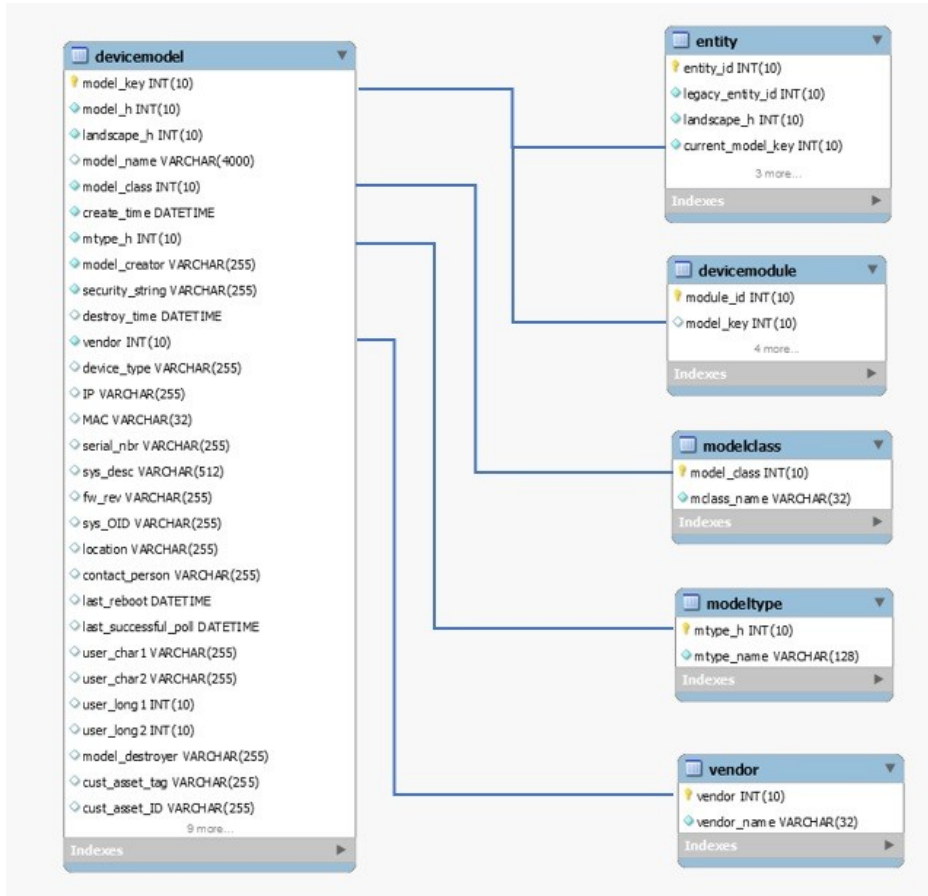 devicemodel
model_key INT(10)
model_h INT(10)
landscape_h INT(10)
model_name VARCHAR(4000)
model_class INT(10)
create_time DATETIME
mtype_h INT(10)
model_creator VARCHAR(255)
security_string VARCHAR(255)
destroy_time DATETIME
vendor INT(10)
device_type VARCHAR(255)
IP VARCHAR(255)
MAC VARCHAR(32)
serial_nbr VARCHAR(255)
sys_desc VARCHAR(512)
fw_rev VARCHAR(255)
sys_OID VARCHAR(255)
location VARCHAR(255)
contact_person VARCHAR(255)
last_reboot DATETIME
last_successful_poll DATETIME
user_char1 VARCHAR(255)
user_char2 VARCHAR(255)
user_long1 INT(10)
user_long2 INT(10)
model_destroyer VARCHAR(255)
cust_asset_tag VARCHAR(255)
cust_asset_ID VARCHAR(255)
9 more...
Indexes
entity
entity_id INT(10)
legacy_entity_id INT(10)
landscape_h INT(10)
current_model_key INT(10)
3 more...
Indexes
devicemodule
module_id INT(10)
model_key INT(10)
4 more...
Indexes
modelclass
model_class INT(10)
mclass_name VARCHAR(32)
Indexes
modeltype
mtype_h INT(10)
mtype_name VARCHAR(128)
Indexes
vendor
vendor INT(10)
vendor_name VARCHAR(32)
Indexes